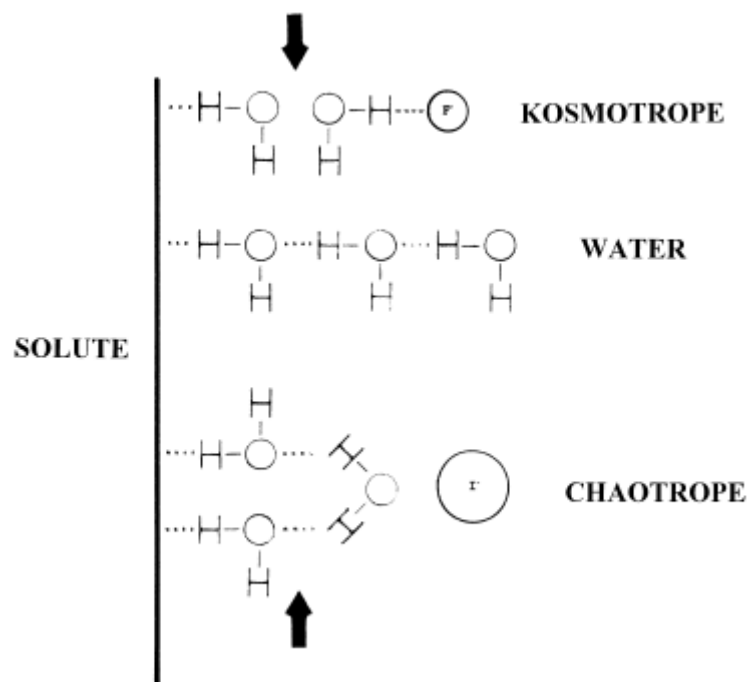 H O O H F KOSMOTROPE
H H
H O H O H O WATER
H H H
SOLUTE
H
H O H
O I CHAOTROPE
H O H
H